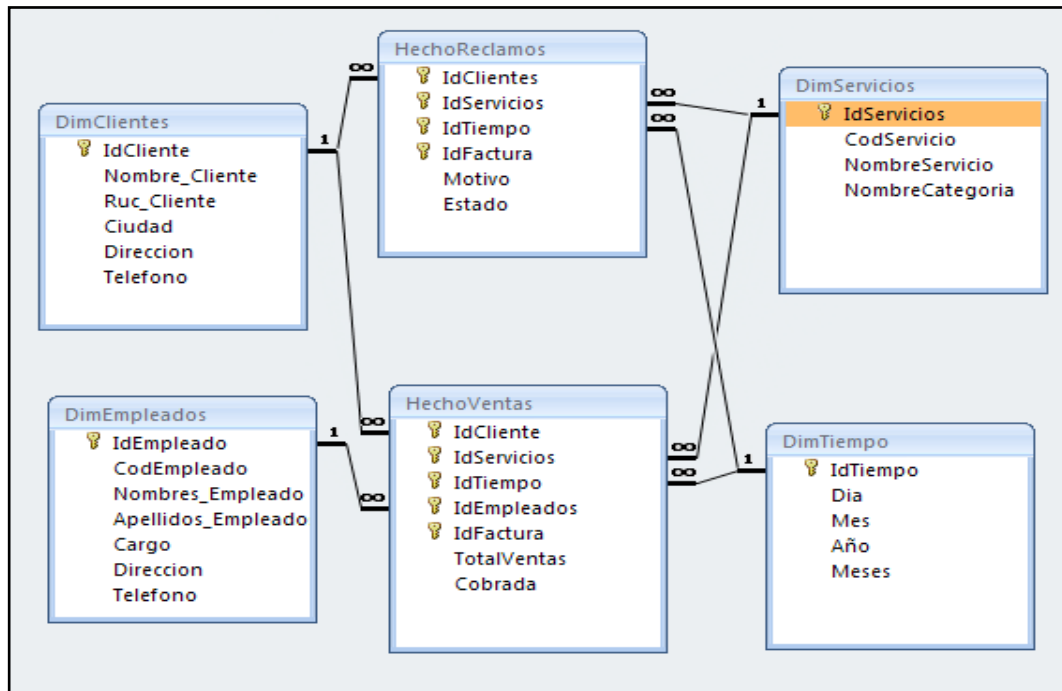 DimClientes
IdCliente
Nombre_Cliente
Ruc_Cliente
Ciudad
Direccion
Telefono
HechoReclamos
IdClientes
IdServicios
IdTiempo
IdFactura
Motivo
Estado
DimServicios
IdServicios
CodServicio
NombreServicio
NombreCategoria
DimEmpleados
IdEmpleado
CodEmpleado
Nombres_Empleado
Apellidos_Empleado
Cargo
Direccion
Telefono
HechoVentas
IdCliente
IdServicios
IdTiempo
IdEmpleados
IdFactura
TotalVentas
Cobrada
DimTiempo
IdTiempo
Dia
Mes
Año
Meses
1
∞
∞
∞
1
∞
1
∞
∞
∞
1